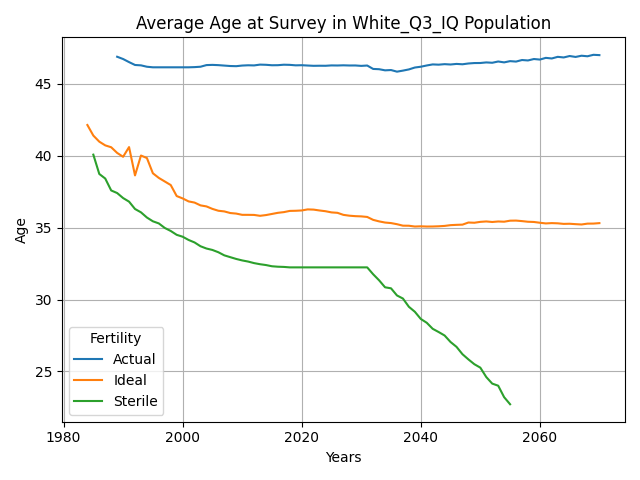 Average Age at Survey in White_Q3_IQ Population
Age
45
40
35
30
25
Fertility
Actual
Ideal
Sterile
1980
2000
2020
2040
2060
Years